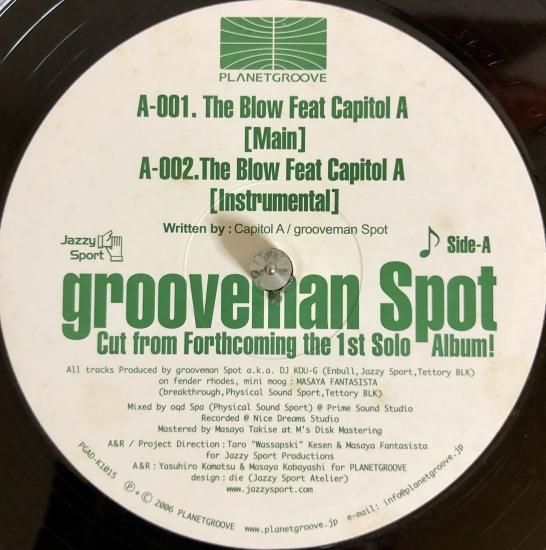 PLANETGROOVE
A-001. The Blow Feat Capitol A
[Main]
A-002.The Blow Feat Capitol A
[Instrumental]
Written by : Capitol A / grooveman Spot
Jazzy
Sport
Side-A
grooveman Spot
Cut from Forthcoming the 1st Solo Album!
All tracks Produced by grooveman Spot a.k.a. DJ KOU-G (Enbull,Jazzy Sport,Tettory BLK)
on fender rhodes, mini moog : MASAYA FANTASISTA
(breakthrough,Physical Sound Sport,Tettory BLK)
Mixed by oqd Spa (Physical Sound Sport) @ Prime Sound Studio
Recorded @ Nice Dreams Studio
Mastered by Masayo Takise at M's Disk Mastering
A&R / Project Direction : Taro "Wassapski" Kesen & Masaya Fantasista
for Jazzy Sport Productions
A&R : Yasuhiro Komatsu & Masaya Kobayashi for PLANETGROOVE
design : die (Jazzy Sport Atelier)
www.jazzysport.com
PGAD-K1015
℗ + © 2006 PLANETGROOVE www.planetgroove.jp e-mail: info@planetgroove.jp